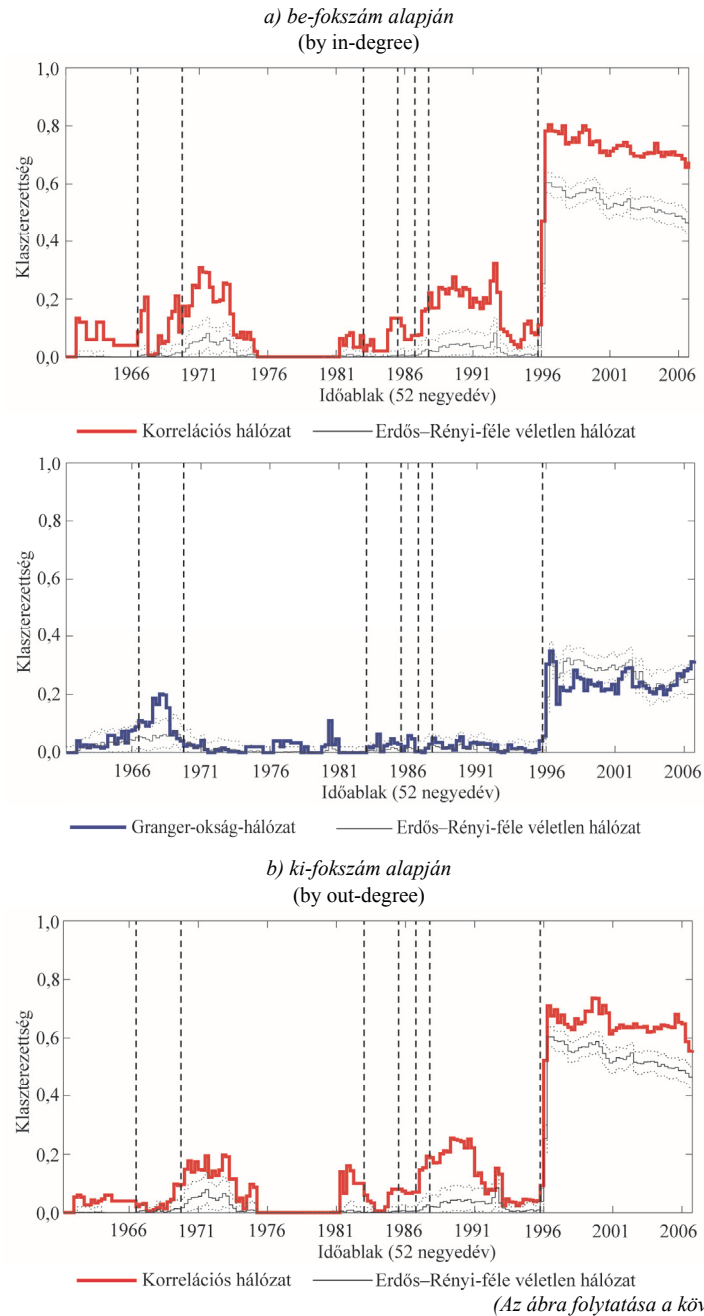 a) be-fokszám alapján
(by in-degree)
1,0
0,8
0,6
0,4
0,2
0,0
Klaszterezettség
1966 1971 1976 1981 1986 1991 1996 2001 2006
Időablak (52 negyedév)
Korrelációs hálózat Erdős–Rényi-féle véletlen hálózat
1,0
0,8
0,6
0,4
0,2
0,0
Klaszterezettség
1966 1971 1976 1981 1986 1991 1996 2001 2006
Időablak (52 negyedév)
Granger-okság-hálózat Erdős–Rényi-féle véletlen hálózat
b) ki-fokszám alapján
(by out-degree)
1,0
0,8
0,6
0,4
0,2
0,0
Klaszterezettség
1966 1971 1976 1981 1986 1991 1996 2001 2006
Időablak (52 negyedév)
Korrelációs hálózat Erdős–Rényi-féle véletlen hálózat
(Az ábra folytatása a köv